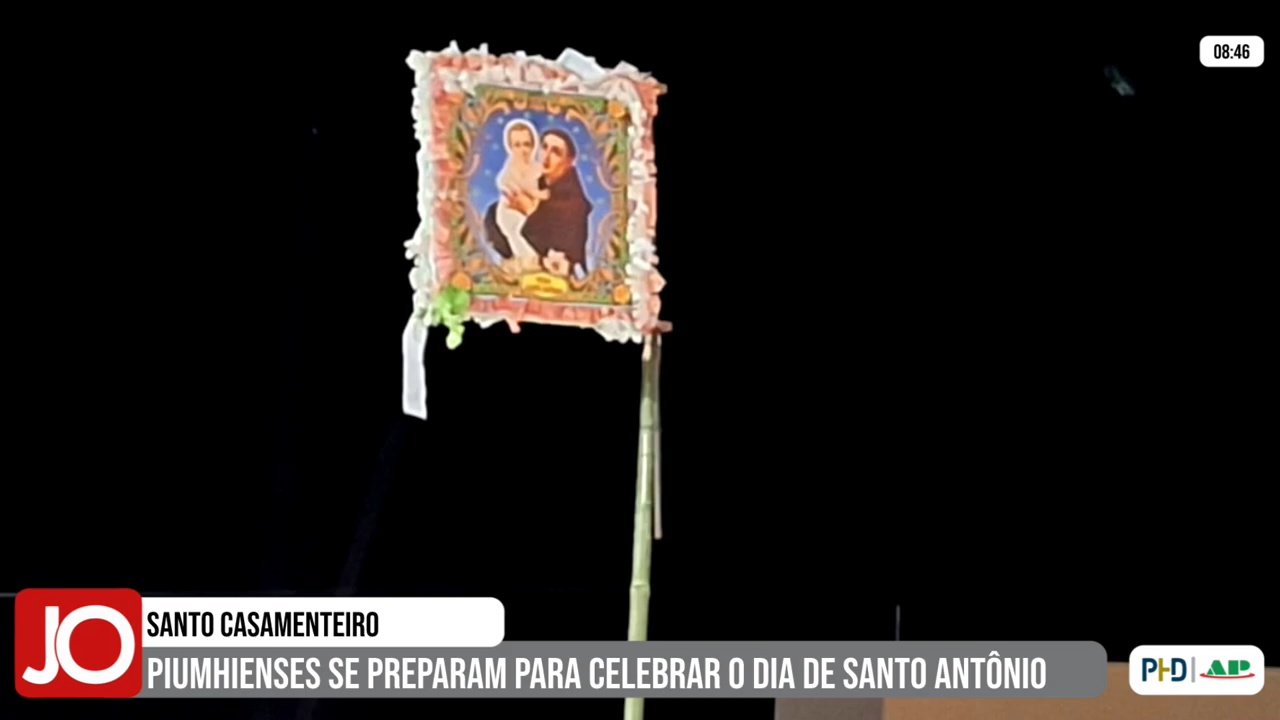 08:46
SANTO CASAMENTEIRO
JO
PIUMHIENSES SE PREPARAM PARA CELEBRAR O DIA DE SANTO ANTÔNIO
PHD | AP